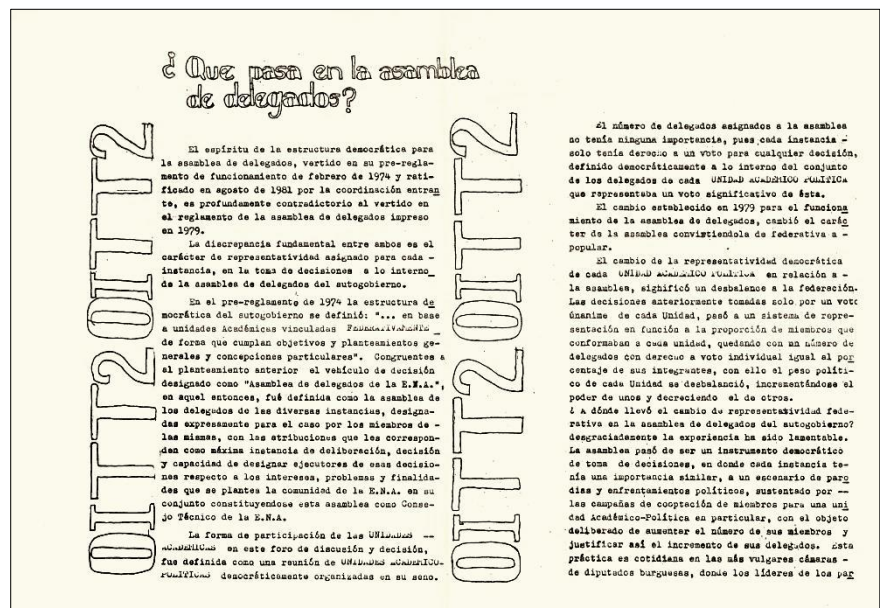 ¿ Que pasa en la asamblea
de delegados?
OIITT2 OIITT2
El espíritu de la estructura democrática para
la asamblea de delegados, vertido en su pre-regla-
mento de funcionamiento de febrero de 1974 y rati-
ficado en agosto de 1981 por la coordinación entran
te, es profundamente contradictorio al vertido en
el reglamento de la asamblea de delegados impreso
en 1979.
La discrepancia fundamental entre ambos es el
carácter de representatividad asignado para cada -
instancia, en la toma de decisiones a lo interno
de la asamblea de delegados del autogobierno.
En el pre-reglamento de 1974 la estructura de
mocrática del autogobierno se definió: "... en base
a unidades académicas vinculadas FEDERATIVAMENTE
de forma que cumplan objetivos y planteamientos ge-
nerales y concepciones particulares". Congruentes a
el planteamiento anterior el vehículo de decisión
designado como "Asamblea de delegados de la E.N.A.",
en aquel entonces, fué definida como la asamblea de
los delegados de las diversas instancias, designa-
das expresamente para el caso por los miembros de -
las mismas, con las atribuciones que les correspon-
den como máxima instancia de deliberación, decisión
y capacidad de designar ejecutores de esas decisio-
nes respecto a los intereses, problemas y finalida-
des que se plantea la comunidad de la E.N.A. en su
conjunto constituyendose esta asamblea como Conse-
jo Técnico de la E.N.A.
La forma de participación de las UNIDADES --
ACADEMICAS en este foro de discusión y decisión,
fue definida como una reunión de UNIDADES ACADEMICO-
POLITICAS democráticamente organizadas en su seno.
OIITT2 OIITT2
El número de delegados asignados a la asamblea
no tenía ninguna importancia, pues cada instancia -
solo tenía derecho a un voto para cualquier decisión,
definido democráticamente a lo interno del conjunto
de los delegados de cada UNIDAD ACADEMICO POLITICA
que representaba un voto significativo de ésta.
El cambio establecido en 1979 para el funciona
miento de la asamblea de delegados, cambió el carác
ter de la asamblea convirtiendola de federativa a -
popular.
El cambio de la representatividad democrática
de cada UNIDAD ACADEMICO POLITICA en relación a -
la asamblea, sighificó un desbalance a la federación.
Las decisiones anteriormente tomadas solo por un voto
únanime de cada Unidad, pasó a un sistema de repre-
sentación en función a la proporción de miembros que
conformaban a cada unidad, quedando con un número de
delegados con derecho a voto individual igual al por
centaje de sus integrantes, con ello el peso políti-
co de cada Unidad se desbalanció, incrementándose el
poder de unos y decreciendo el de otros.
¿ A dónde llevó el cambio de representatividad fede-
rativa en la asamblea de delegados del autogobierno?
desgraciadamente la experiencia ha sido lamentable.
La asamblea pasó de ser un instrumento democrático
de toma de decisiones, en donde cada instancia te-
nía una importancia similar, a un escenario de paro
dias y enfrentamientos políticos, sustentado por --
las campañas de cooptación de miembros para una uni
dad Académico-Política en particular, con el objeto
deliberado de aumentar el número de sus miembros y
justificar así el incremento de sus delegados. Esta
práctica es cotidiana en las más vulgares cámaras -
de diputados burguesas, donde los líderes de los par